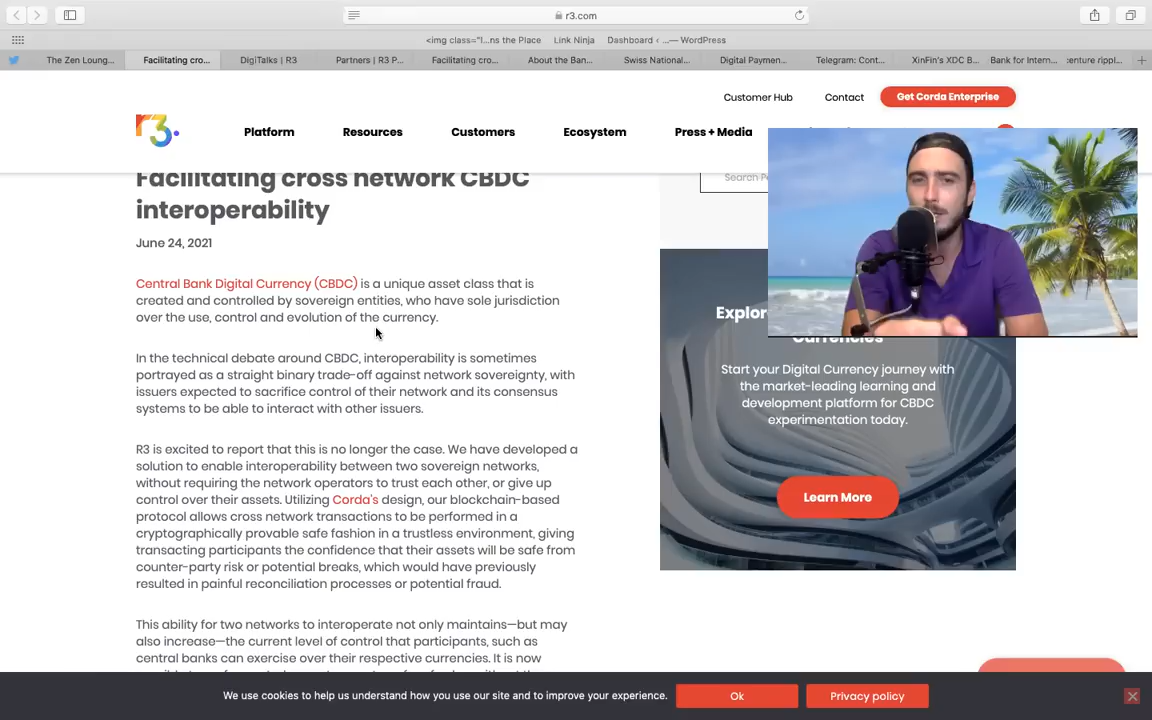 r3.com
<img class="l...ns the Place
Link Ninja
Dashboard ‹ ...— WordPress
The Zen Loung...
Facilitating cro...
DigiTalks | R3
Partners | R3 P...
Facilitating cro...
About the Ban...
Swiss National...
Digital Paymen...
Telegram: Cont...
XinFin's XDC B...
Bank for Intern...
Customer Hub
Contact
Get Corda Enterprise
r3.
Platform
Resources
Customers
Ecosystem
Press + Media
Facilitating cross network CBDC
interoperability
June 24, 2021
Central Bank Digital Currency (CBDC) is a unique asset class that is
created and controlled by sovereign entities, who have sole jurisdiction
over the use, control and evolution of the currency.
In the technical debate around CBDC, interoperability is sometimes
portrayed as a straight binary trade-off against network sovereignty, with
issuers expected to sacrifice control of their network and its consensus
systems to be able to interact with other issuers.
R3 is excited to report that this is no longer the case. We have developed a
solution to enable interoperability between two sovereign networks,
without requiring the network operators to trust each other, or give up
control over their assets. Utilizing Corda's design, our blockchain-based
protocol allows cross network transactions to be performed in a
cryptographically provable safe fashion in a trustless environment, giving
transacting participants the confidence that their assets will be safe from
counter-party risk or potential breaks, which would have previously
resulted in painful reconciliation processes or potential fraud.
This ability for two networks to interoperate not only maintains—but may
also increase—the current level of control that participants, such as
central banks can exercise over their respective currencies. It is now
Search
Explor
Currencies
Start your Digital Currency journey with
the market-leading learning and
development platform for CBDC
experimentation today.
Learn More
We use cookies to help us understand how you use our site and to improve your experience.
Ok
Privacy policy